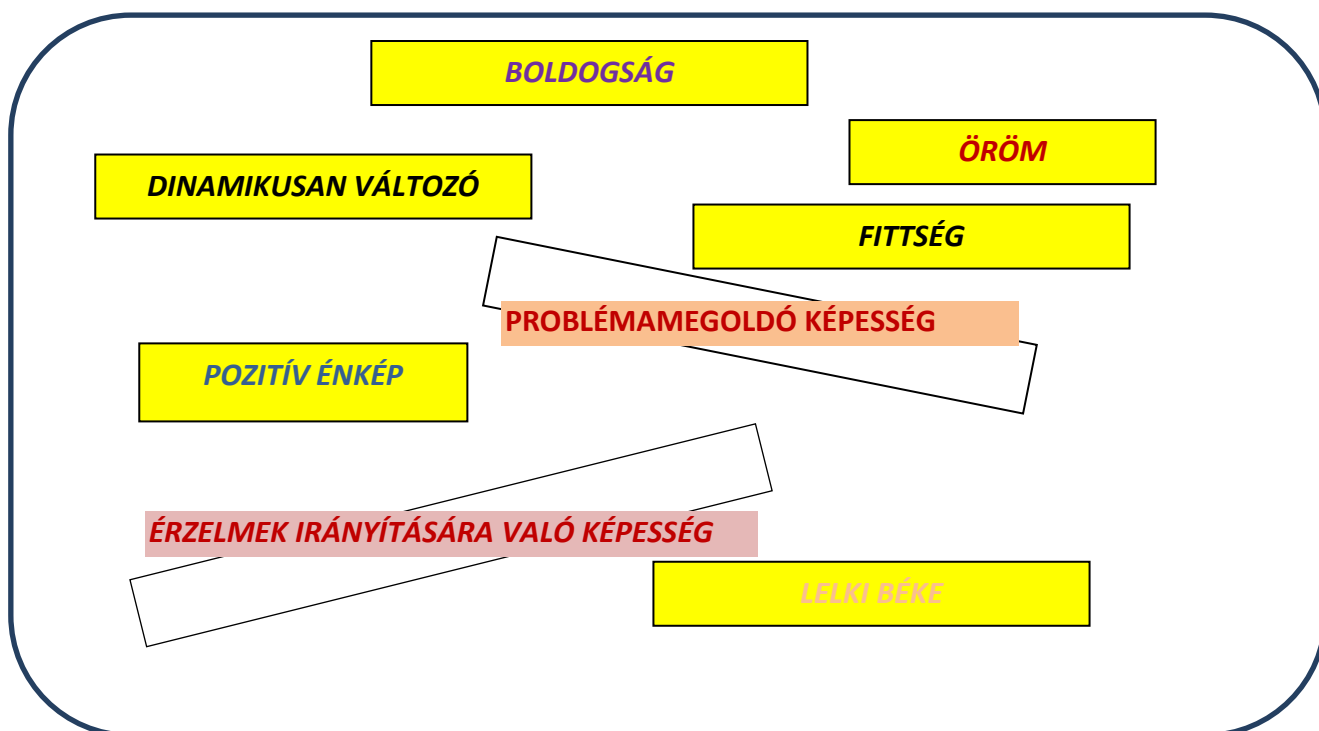 BOLDOGSÁG
ÖRÖM
DINAMIKUSAN VÁLTOZÓ
FITTSÉG
PROBLÉMAMEGOLDÓ KÉPESSÉG
POZITÍV ÉNKÉP
ÉRZELMEK IRÁNYÍTÁSÁRA VALÓ KÉPESSÉG
LELKI BÉKE